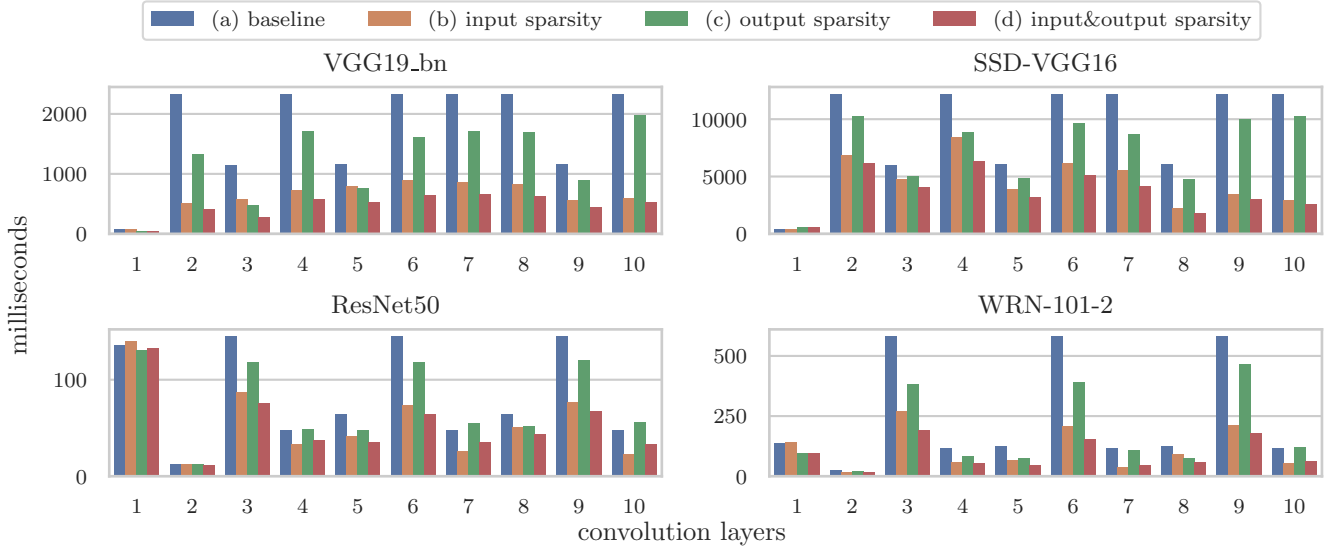 (a) baseline (b) input sparsity (c) output sparsity (d) input&output sparsity
VGG19_bn
2000
1000
0
1 2 3 4 5 6 7 8 9 10
SSD-VGG16
10000
5000
0
1 2 3 4 5 6 7 8 9 10
milliseconds
ResNet50
100
0
1 2 3 4 5 6 7 8 9 10
WRN-101-2
500
250
0
1 2 3 4 5 6 7 8 9 10
convolution layers